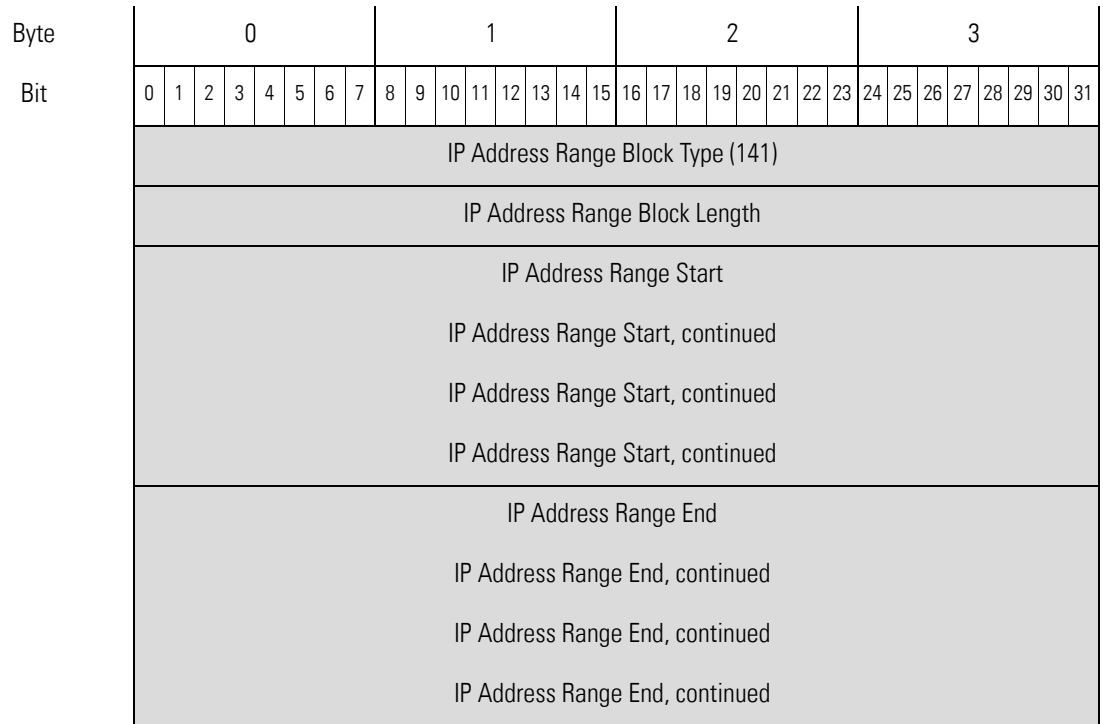 Byte 0 1 2 3
Bit 0 1 2 3 4 5 6 7 8 9 10 11 12 13 14 15 16 17 18 19 20 21 22 23 24 25 26 27 28 29 30 31
IP Address Range Block Type (141)
IP Address Range Block Length
IP Address Range Start
IP Address Range Start, continued
IP Address Range Start, continued
IP Address Range Start, continued
IP Address Range End
IP Address Range End, continued
IP Address Range End, continued
IP Address Range End, continued